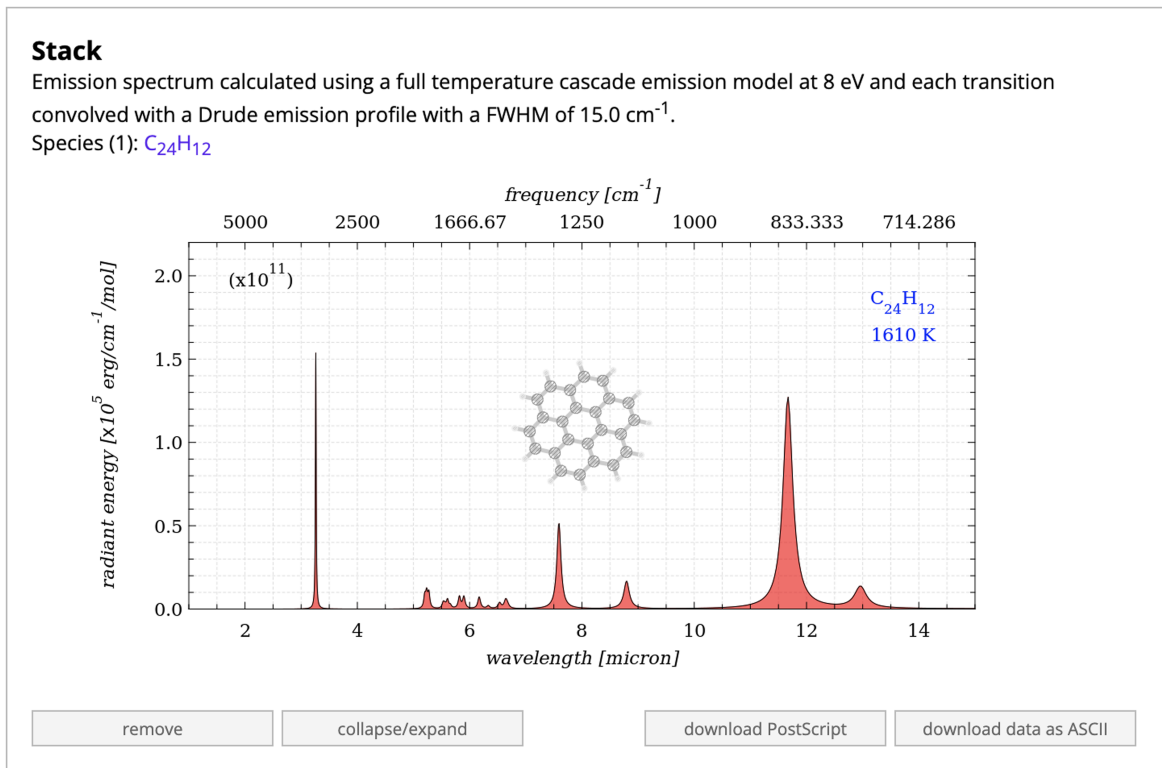 Stack
Emission spectrum calculated using a full temperature cascade emission model at 8 eV and each transition
convolved with a Drude emission profile with a FWHM of 15.0 cm⁻¹.
Species (1): C₂₄H₁₂
frequency [cm⁻¹]
5000 2500 1666.67 1250 1000 833.333 714.286
radiant energy [x10⁵ erg/cm⁻¹/mol]
2.0
1.5
1.0
0.5
0.0
(x10¹¹)
C₂₄H₁₂
1610 K
2 4 6 8 10 12 14
wavelength [micron]
remove collapse/expand download PostScript download data as ASCII